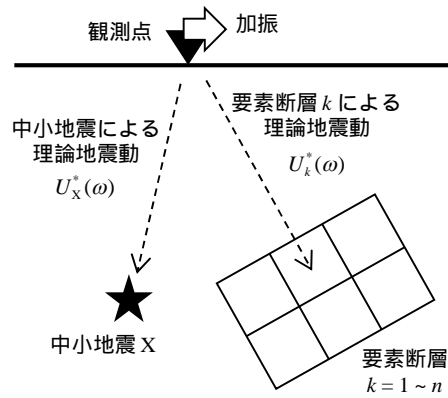 観測点
加振
中小地震による
理論地震動
U*X(ω)
要素断層 k による
理論地震動
U*k(ω)
中小地震 X
要素断層
k = 1 ~ n